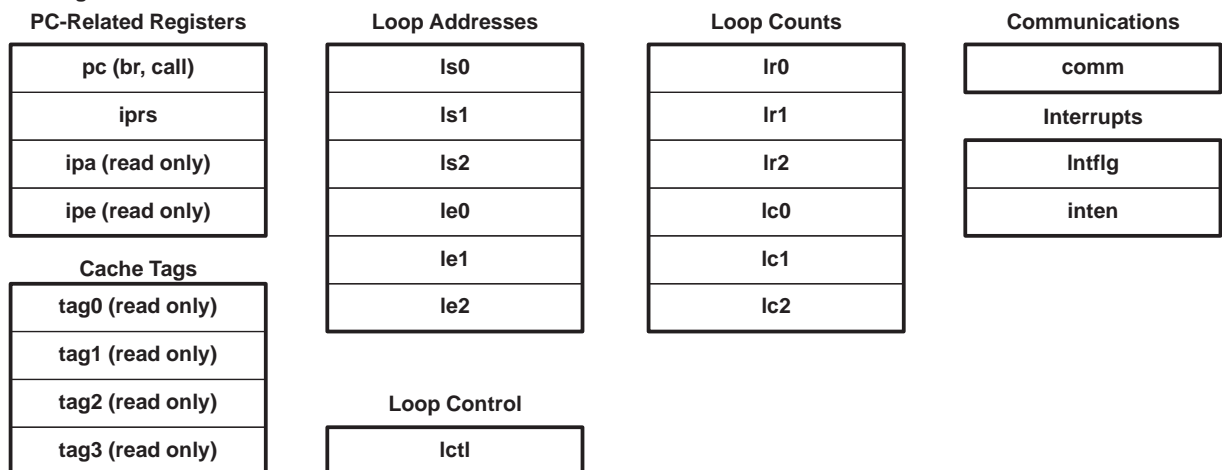 PC-Related Registers
pc (br, call)
iprs
ipa (read only)
ipe (read only)
Cache Tags
tag0 (read only)
tag1 (read only)
tag2 (read only)
tag3 (read only)
Loop Addresses
ls0
ls1
ls2
le0
le1
le2
Loop Control
lctl
Loop Counts
lr0
lr1
lr2
lc0
lc1
lc2
Communications
comm
Interrupts
Intflg
inten